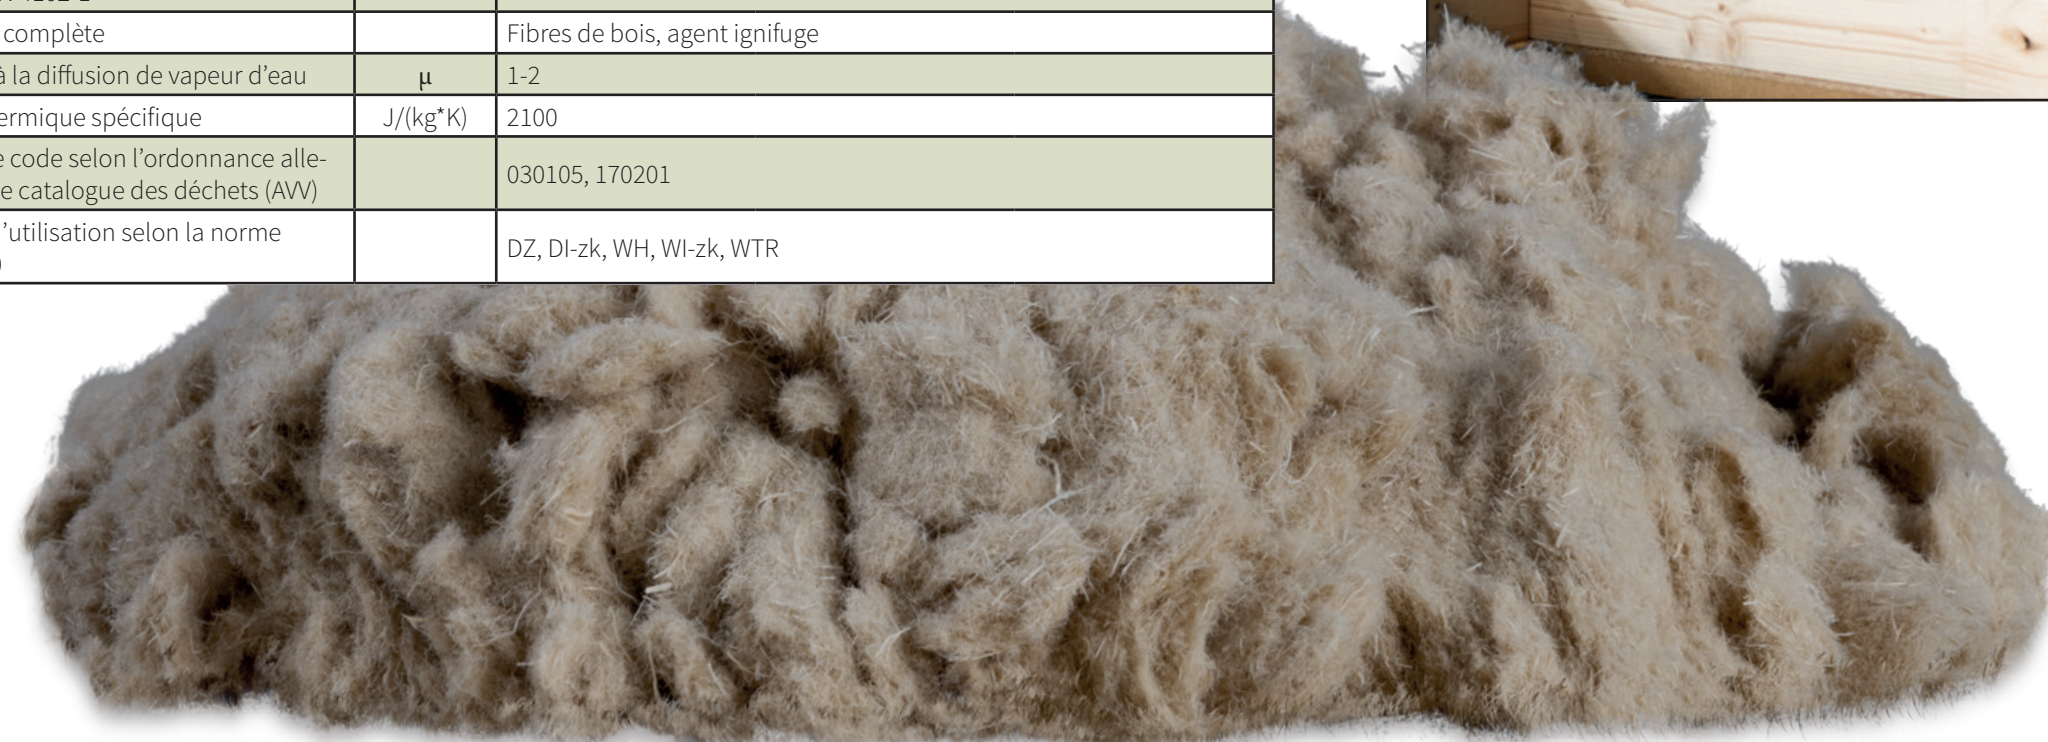 complète Fibres de bois, agent ignifuge
à la diffusion de vapeur d'eau μ 1-2
ermique spécifique J/(kg*K) 2100
code selon l'ordonnance alle-
e catalogue des déchets (AVV) 030105, 170201
'utilisation selon la norme
DZ, DI-zk, WH, WI-zk, WTR